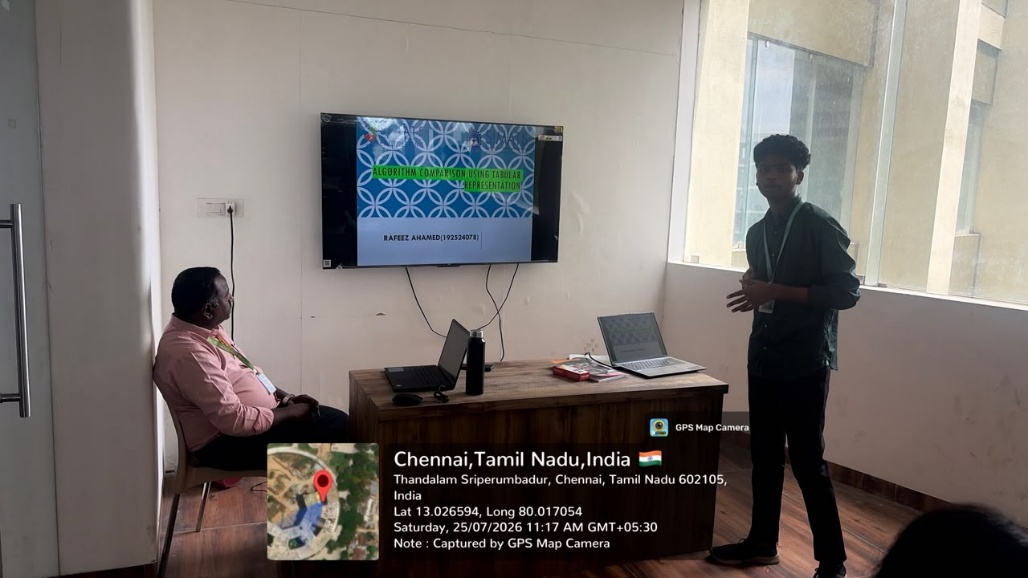 ALGORITHM COMPARISON USING TABULAR
REPRESENTATION
RAFEEZ AHAMED(192524078)
GPS Map Camera
Chennai,Tamil Nadu,India 🇮🇳
Thandalam Sriperumbadur, Chennai, Tamil Nadu 602105,
India
Lat 13.026594, Long 80.017054
Saturday, 25/07/2026 11:17 AM GMT+05:30
Note : Captured by GPS Map Camera